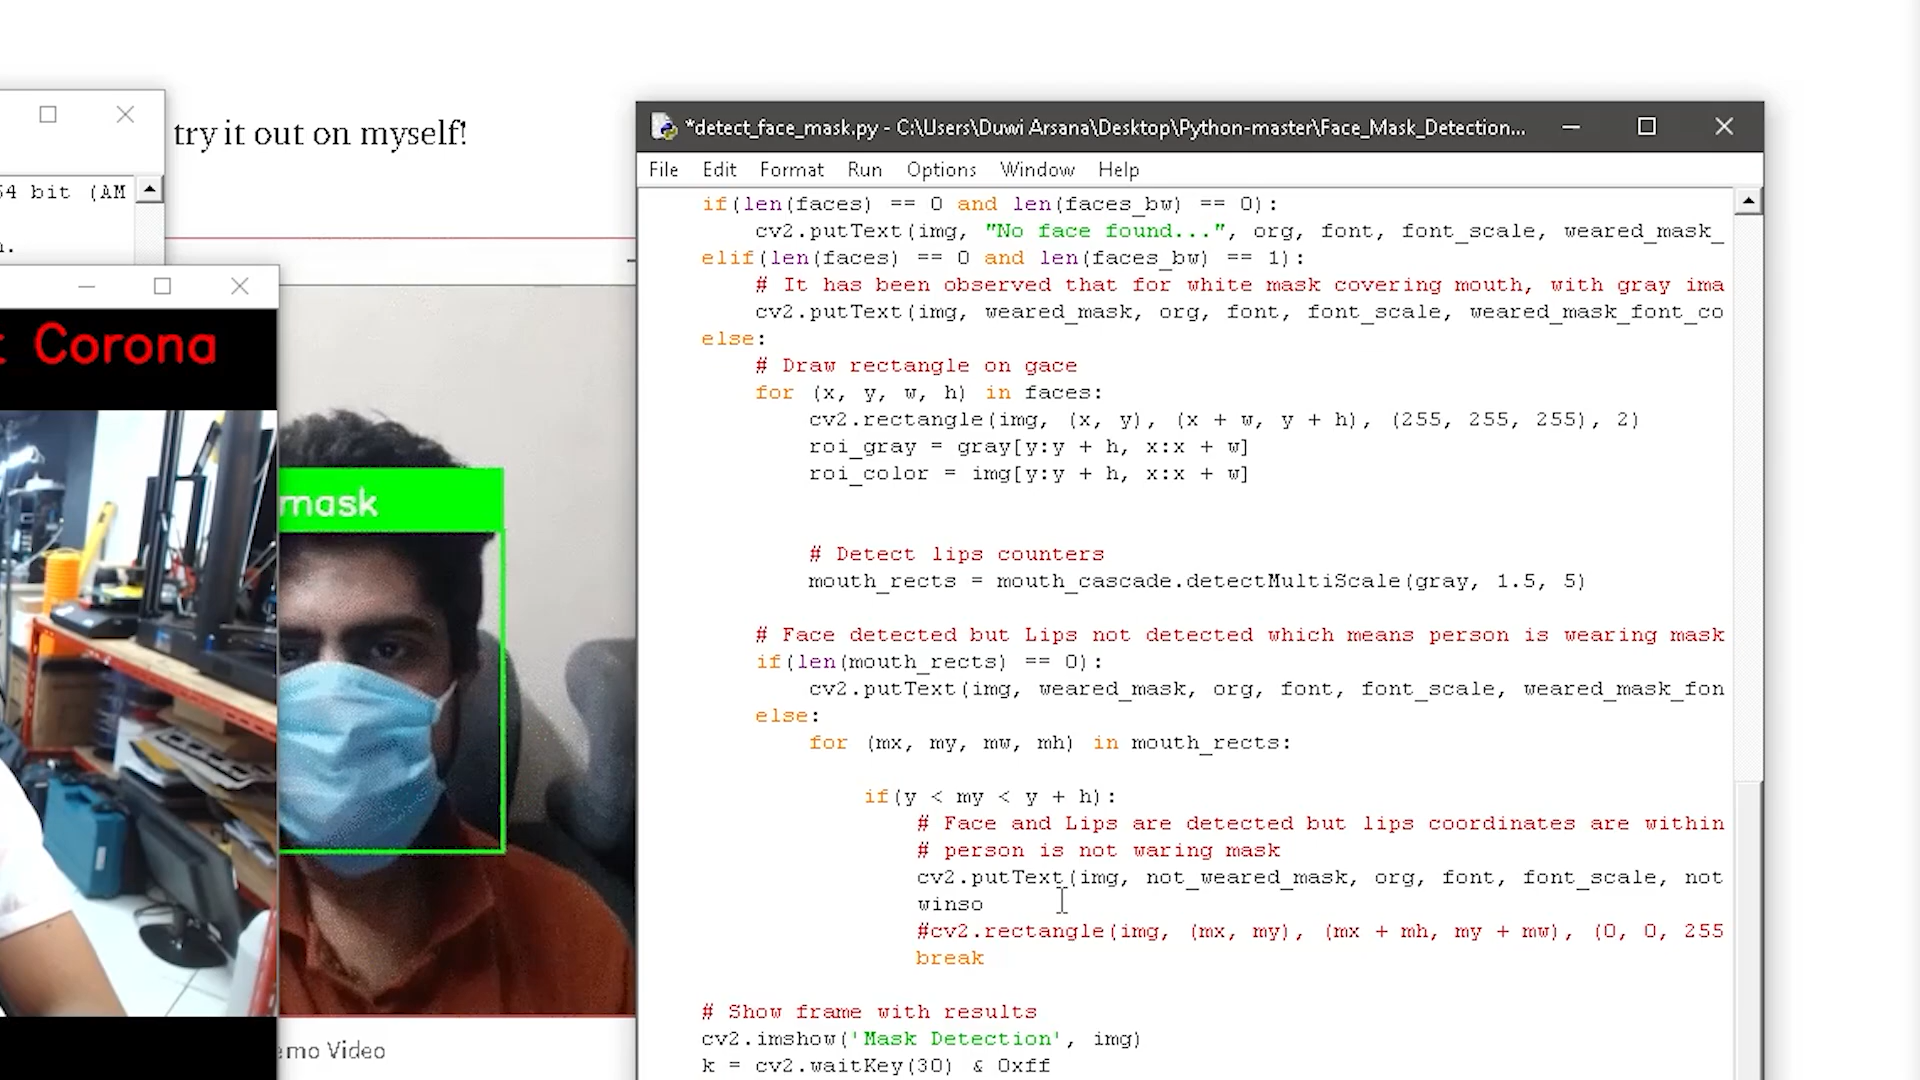 try it out on myself!
64 bit (AM
*detect_face_mask.py - C:\Users\Duwi Arsana\Desktop\Python-master\Face_Mask_Detection...
File Edit Format Run Options Window Help
Corona
mask
emo Video
if(len(faces) == 0 and len(faces_bw) == 0):
cv2.putText(img, "No face found...", org, font, font_scale, weared_mask_
elif(len(faces) == 0 and len(faces_bw) == 1):
# It has been observed that for white mask covering mouth, with gray ima
cv2.putText(img, weared_mask, org, font, font_scale, weared_mask_font_co
else:
# Draw rectangle on gace
for (x, y, w, h) in faces:
cv2.rectangle(img, (x, y), (x + w, y + h), (255, 255, 255), 2)
roi_gray = gray[y:y + h, x:x + w]
roi_color = img[y:y + h, x:x + w]
# Detect lips counters
mouth_rects = mouth_cascade.detectMultiScale(gray, 1.5, 5)
# Face detected but Lips not detected which means person is wearing mask
if(len(mouth_rects) == 0):
cv2.putText(img, weared_mask, org, font, font_scale, weared_mask_fon
else:
for (mx, my, mw, mh) in mouth_rects:
if(y < my < y + h):
# Face and Lips are detected but lips coordinates are within
# person is not waring mask
cv2.putText(img, not_weared_mask, org, font, font_scale, not
winso
#cv2.rectangle(img, (mx, my), (mx + mh, my + mw), (0, 0, 255
break
# Show frame with results
cv2.imshow('Mask Detection', img)
k = cv2.waitKey(30) & 0xff